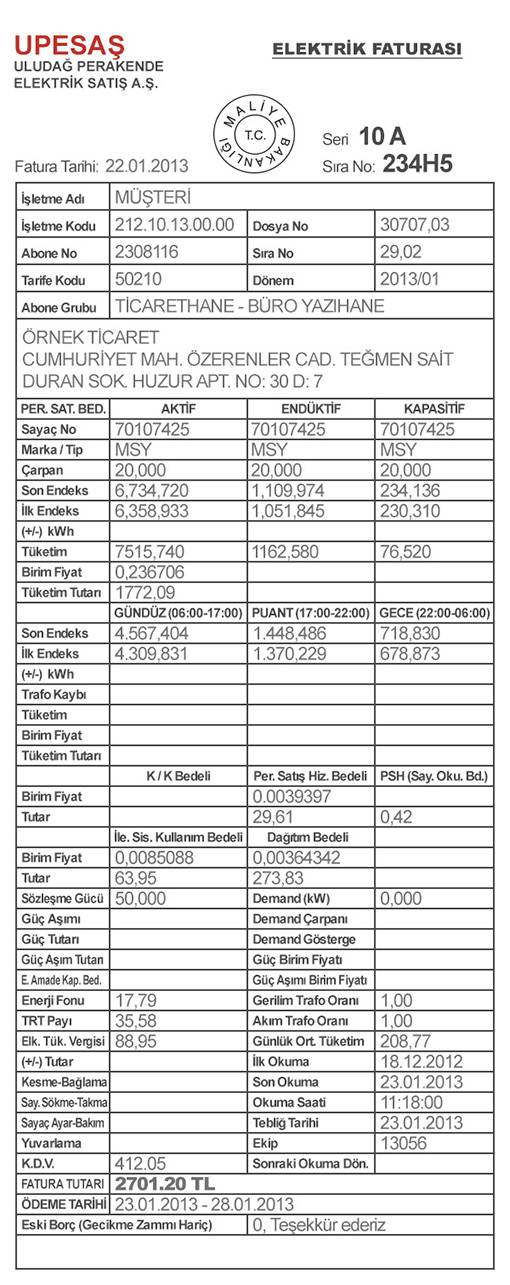 UPESAŞ
ULUDAĞ PERAKENDE
ELEKTRİK SATIŞ A.Ş.
ELEKTRİK FATURASI
MALİYE BAKANLIĞI
T.C.
Seri 10 A
Fatura Tarihi: 22.01.2013 Sıra No: 234H5
İşletme Adı MÜŞTERİ
İşletme Kodu 212.10.13.00.00 Dosya No 30707,03
Abone No 2308116 Sıra No 29,02
Tarife Kodu 50210 Dönem 2013/01
Abone Grubu TİCARETHANE - BÜRO YAZIHANE
ÖRNEK TİCARET
CUMHURİYET MAH. ÖZERENLER CAD. TEĞMEN SAİT
DURAN SOK. HUZUR APT. NO: 30 D: 7
PER. SAT. BED. AKTİF ENDÜKTİF KAPASİTİF
Sayaç No 70107425 70107425 70107425
Marka / Tip MSY MSY MSY
Çarpan 20,000 20,000 20,000
Son Endeks 6,734,720 1,109,974 234,136
İlk Endeks 6,358,933 1,051,845 230,310
(+/-) kWh
Tüketim 7515,740 1162,580 76,520
Birim Fiyat 0,236706
Tüketim Tutarı 1772,09
GÜNDÜZ (06:00-17:00) PUANT (17:00-22:00) GECE (22:00-06:00)
Son Endeks 4.567,404 1.448,486 718,830
İlk Endeks 4.309,831 1.370,229 678,873
(+/-) kWh
Trafo Kaybı
Tüketim
Birim Fiyat
Tüketim Tutarı
K / K Bedeli Per. Satış Hiz. Bedeli PSH (Say. Oku. Bd.)
Birim Fiyat 0.0039397
Tutar 29,61 0,42
İle. Sis. Kullanım Bedeli Dağıtım Bedeli
Birim Fiyat 0,0085088 0,00364342
Tutar 63,95 273,83
Sözleşme Gücü 50,000 Demand (kW) 0,000
Güç Aşımı Demand Çarpanı
Güç Tutarı Demand Gösterge
Güç Aşım Tutarı Güç Birim Fiyatı
E. Amade Kap. Bed. Güç Aşımı Birim Fiyatı
Enerji Fonu 17,79 Gerilim Trafo Oranı 1,00
TRT Payı 35,58 Akım Trafo Oranı 1,00
Elk. Tük. Vergisi 88,95 Günlük Ort. Tüketim 208,77
(+/-) Tutar İlk Okuma 18.12.2012
Kesme-Bağlama Son Okuma 23.01.2013
Say. Sökme-Takma Okuma Saati 11:18:00
Sayaç Ayar-Bakım Tebliğ Tarihi 23.01.2013
Yuvarlama Ekip 13056
K.D.V. 412.05 Sonraki Okuma Dön.
FATURA TUTARI 2701.20 TL
ÖDEME TARİHİ 23.01.2013 - 28.01.2013
Eski Borç (Gecikme Zammı Hariç) 0, Teşekkür ederiz